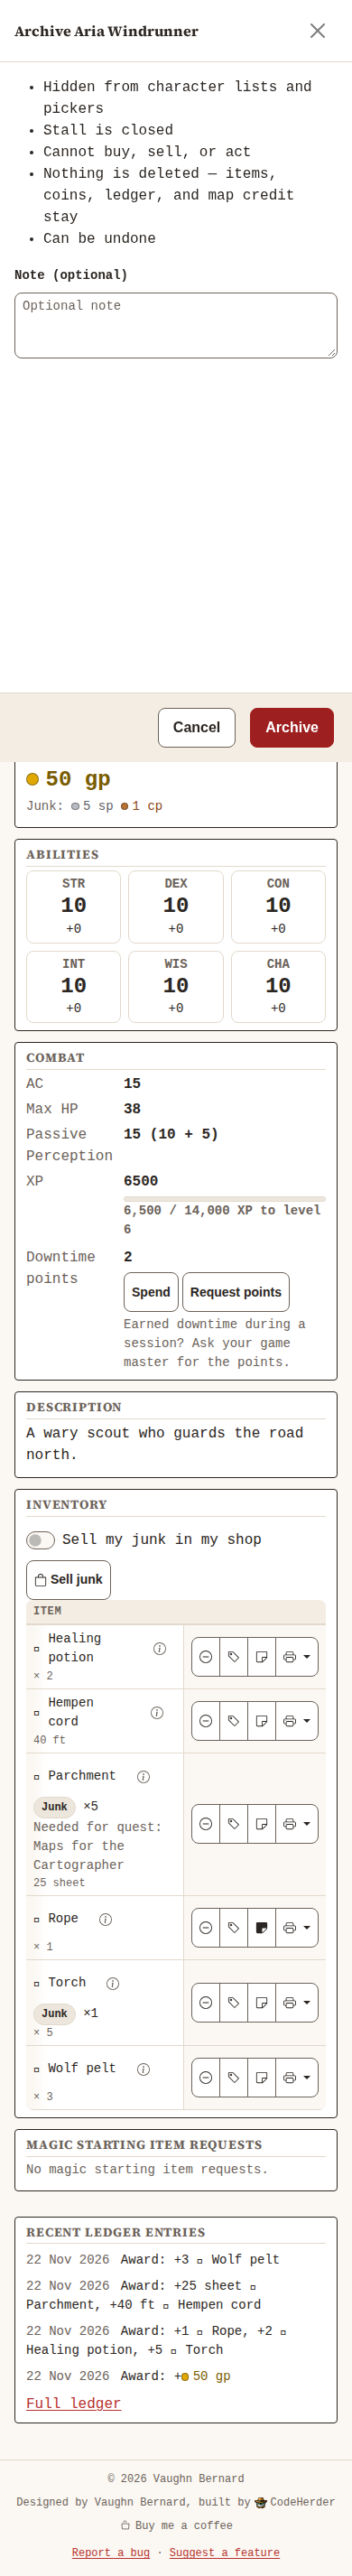 Archive Aria Windrunner
• Hidden from character lists and
pickers
• Stall is closed
• Cannot buy, sell, or act
• Nothing is deleted — items,
coins, ledger, and map credit
stay
• Can be undone
Note (optional)
Optional note
Cancel
Archive
50 gp
Junk: 5 sp 1 cp
ABILITIES
STR DEX CON
10 10 10
+0 +0 +0
INT WIS CHA
10 10 10
+0 +0 +0
COMBAT
AC 15
Max HP 38
Passive 15 (10 + 5)
Perception
XP 6500
6,500 / 14,000 XP to level
6
Downtime 2
points
Spend Request points
Earned downtime during a
session? Ask your game
master for the points.
DESCRIPTION
A wary scout who guards the road
north.
INVENTORY
Sell my junk in my shop
Sell junk
ITEM
Healing
potion
× 2
Hempen
cord
40 ft
Parchment
Junk ×5
Needed for quest:
Maps for the
Cartographer
25 sheet
Rope
× 1
Torch
Junk ×1
× 5
Wolf pelt
× 3
MAGIC STARTING ITEM REQUESTS
No magic starting item requests.
RECENT LEDGER ENTRIES
22 Nov 2026 Award: +3 Wolf pelt
22 Nov 2026 Award: +25 sheet
Parchment, +40 ft Hempen cord
22 Nov 2026 Award: +1 Rope, +2
Healing potion, +5 Torch
22 Nov 2026 Award: +50 gp
Full ledger
© 2026 Vaughn Bernard
Designed by Vaughn Bernard, built by CodeHerder
Buy me a coffee
Report a bug · Suggest a feature